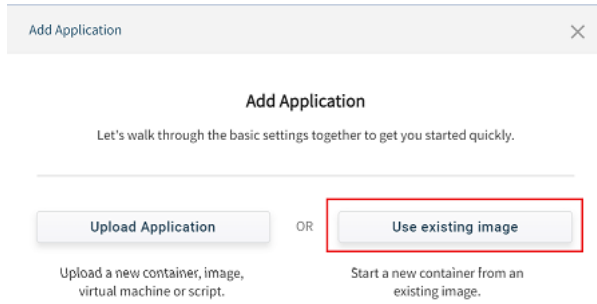 Add Application
Add Application
Let's walk through the basic settings together to get you started quickly.
Upload Application
OR
Use existing image
Upload a new container, image,
virtual machine or script.
Start a new container from an
existing image.